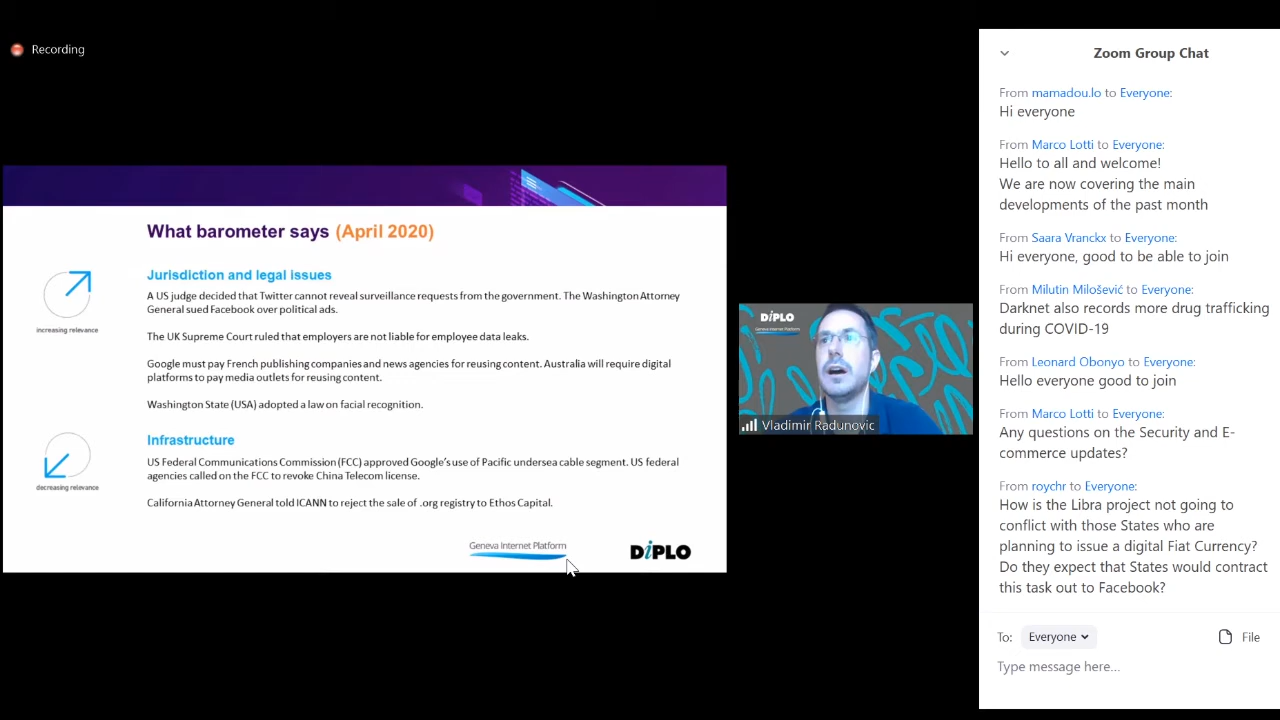 Recording
What barometer says (April 2020)
Jurisdiction and legal issues
A US judge decided that Twitter cannot reveal surveillance requests from the government. The Washington Attorney
General sued Facebook over political ads.
increasing relevance
The UK Supreme Court ruled that employers are not liable for employee data leaks.
Google must pay French publishing companies and news agencies for reusing content. Australia will require digital
platforms to pay media outlets for reusing content.
Washington State (USA) adopted a law on facial recognition.
Infrastructure
US Federal Communications Commission (FCC) approved Google's use of Pacific undersea cable segment. US federal
agencies called on the FCC to revoke China Telecom license.
decreasing relevance
California Attorney General told ICANN to reject the sale of .org registry to Ethos Capital.
Geneva Internet Platform
DiPLO
DiPLO
Geneva Internet Platform
Vladimir Radunovic
Zoom Group Chat
From mamadou.lo to Everyone:
Hi everyone
From Marco Lotti to Everyone:
Hello to all and welcome!
We are now covering the main
developments of the past month
From Saara Vranckx to Everyone:
Hi everyone, good to be able to join
From Milutin Milošević to Everyone:
Darknet also records more drug trafficking
during COVID-19
From Leonard Obonyo to Everyone:
Hello everyone good to join
From Marco Lotti to Everyone:
Any questions on the Security and E-
commerce updates?
From roychr to Everyone:
How is the Libra project not going to
conflict with those States who are
planning to issue a digital Fiat Currency?
Do they expect that States would contract
this task out to Facebook?
To: Everyone File
Type message here...